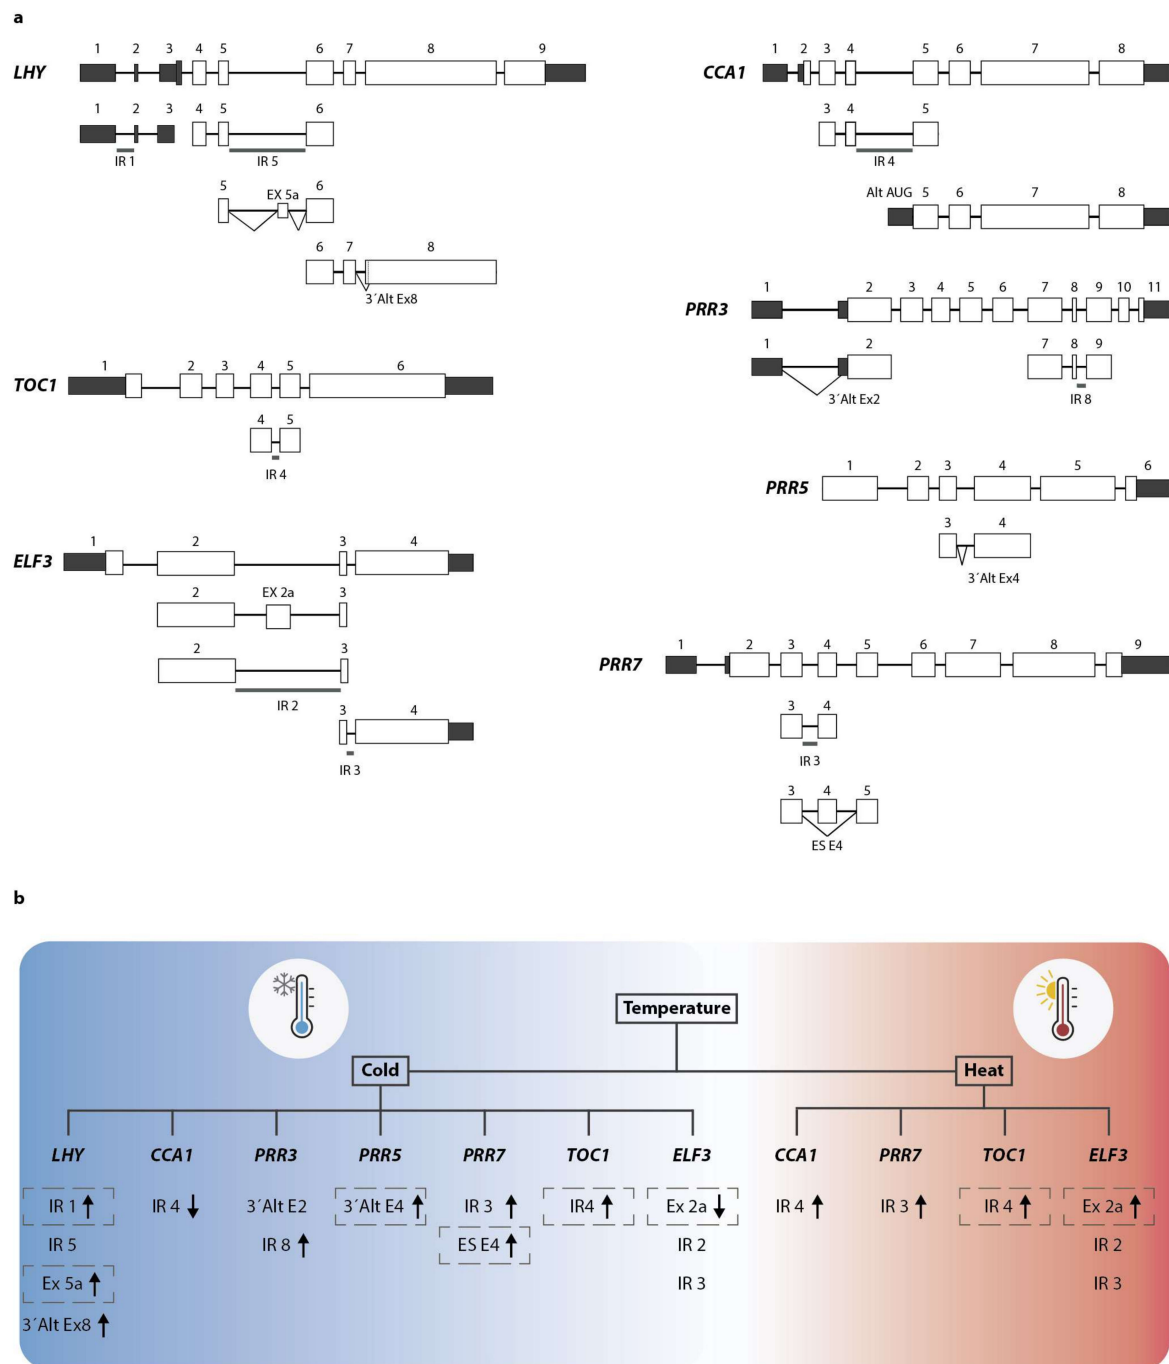 a
1 2 3 4 5 6 7 8 9
LHY
1 2 3 4 5 6
IR 1 IR 5
5 EX 5a 6
6 7 8
3´Alt Ex8
1 2 3 4 5 6
TOC1
4 5
IR 4
1 2 3 4
ELF3
2 EX 2a 3
2 3
IR 2
3 4
IR 3
1 2 3 4 5 6 7 8
CCA1
3 4 5
IR 4
Alt AUG 5 6 7 8
1 2 3 4 5 6 7 8 9 10 11
PRR3
1 2 7 8 9
3´Alt Ex2 IR 8
1 2 3 4 5 6
PRR5
3 4
3´Alt Ex4
1 2 3 4 5 6 7 8 9
PRR7
3 4
IR 3
3 4 5
ES E4
b
Temperature
Cold Heat
LHY CCA1 PRR3 PRR5 PRR7 TOC1 ELF3 CCA1 PRR7 TOC1 ELF3
IR 1 ↑ IR 4 ↓ 3´Alt E2 3´Alt E4 ↑ IR 3 ↑ IR4 ↑ Ex 2a ↓ IR 4 ↑ IR 3 ↑ IR 4 ↑ Ex 2a ↑
IR 5 IR 8 ↑ ES E4 ↑ IR 2 IR 2
Ex 5a ↑ IR 3 IR 3
3´Alt Ex8 ↑